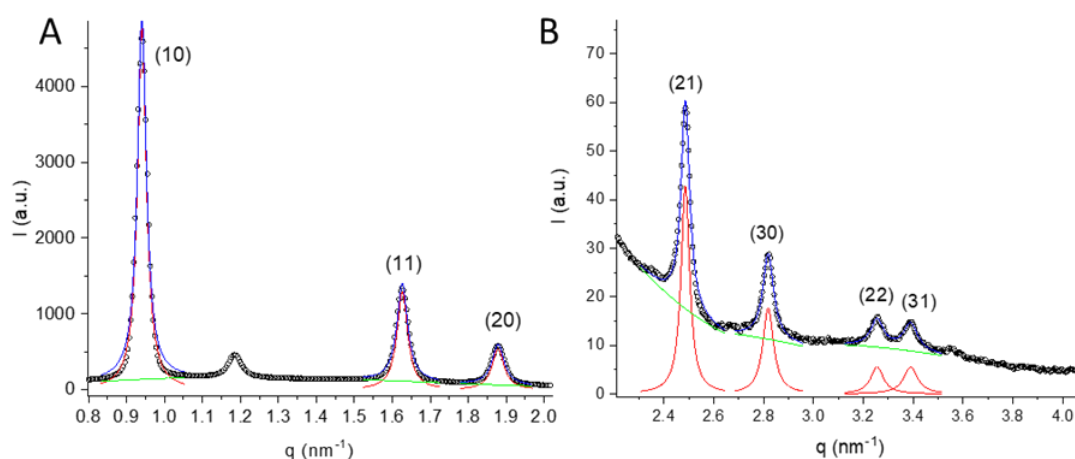 A
(10)
(11)
(20)
4000
3000
2000
1000
0
I (a.u.)
0.8 0.9 1.0 1.1 1.2 1.3 1.4 1.5 1.6 1.7 1.8 1.9 2.0
q (nm⁻¹)
B
(21)
(30)
(22)
(31)
70
60
50
40
30
20
10
0
I (a.u.)
2.4 2.6 2.8 3.0 3.2 3.4 3.6 3.8 4.0
q (nm⁻¹)